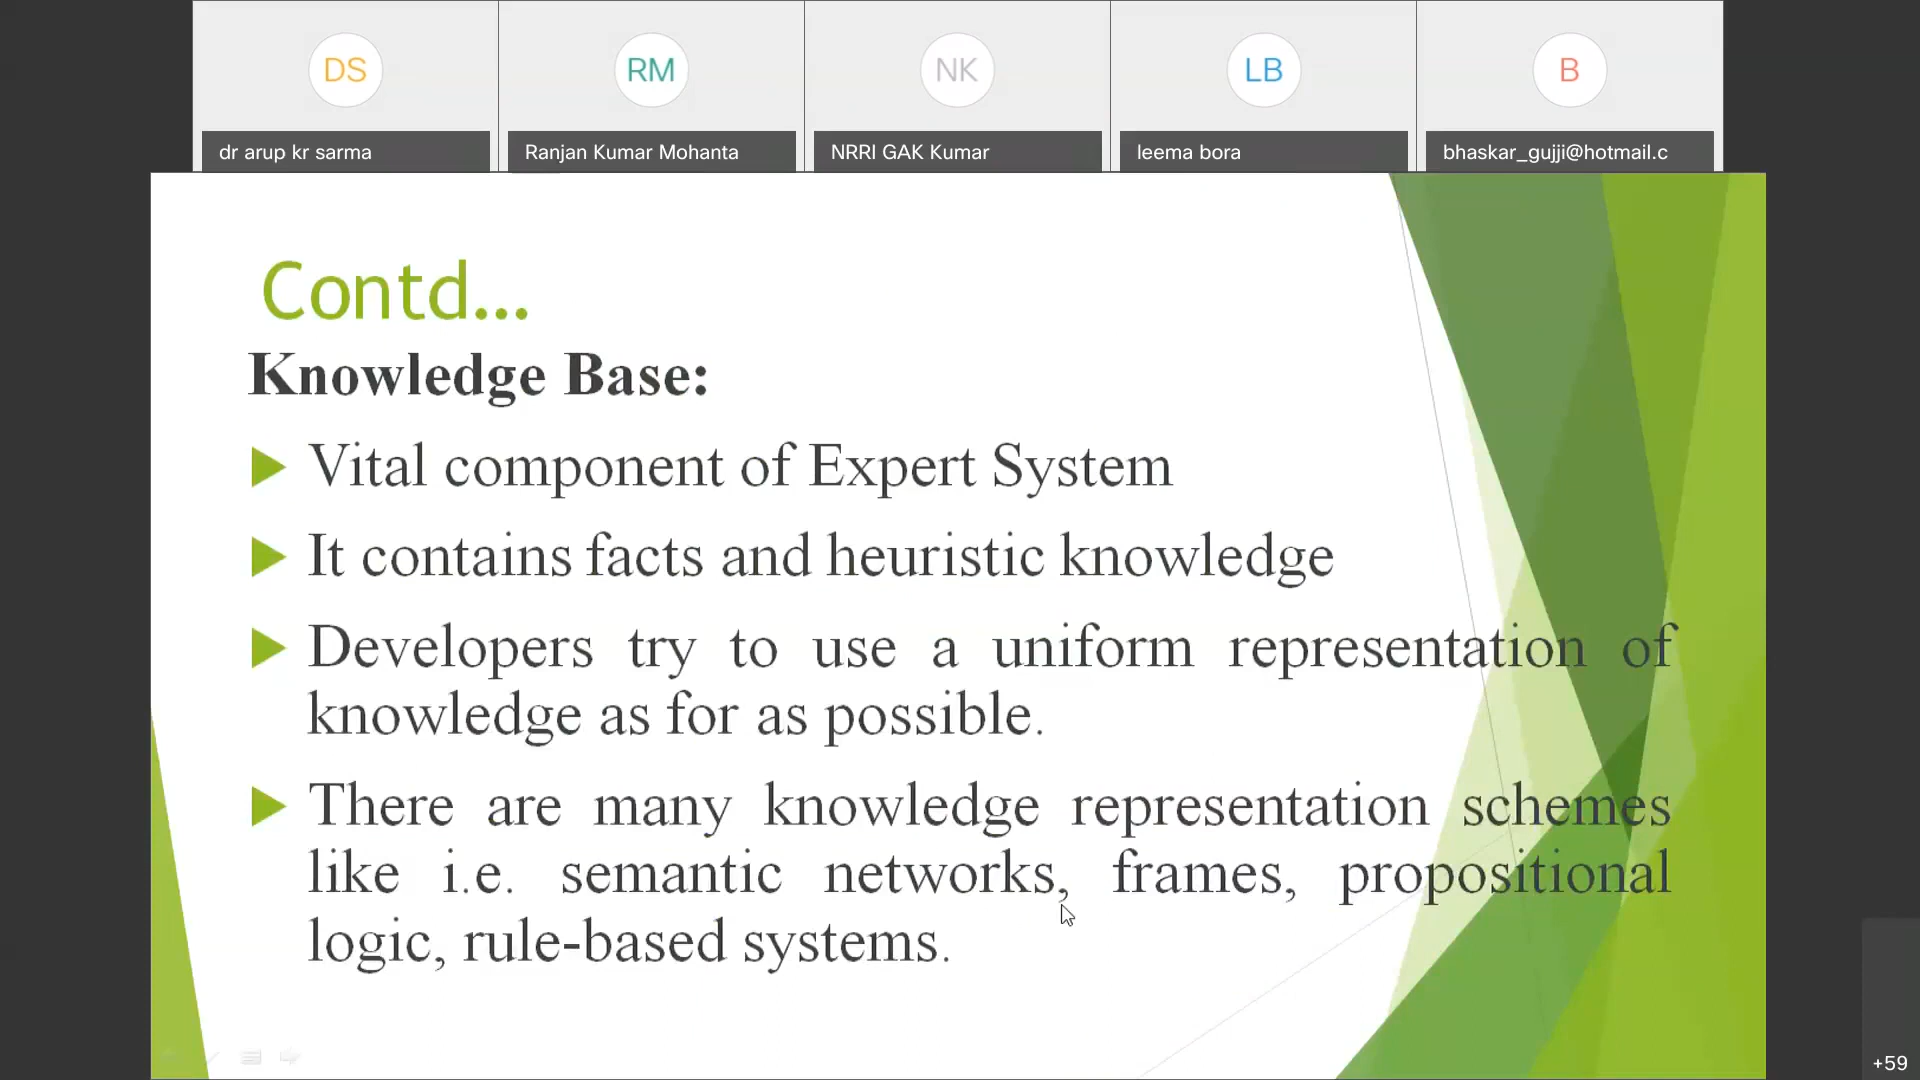 DS
RM
NK
LB
B
dr arup kr sarma
Ranjan Kumar Mohanta
NRRI GAK Kumar
leema bora
bhaskar_gujji@hotmail.c
Contd...
Knowledge Base:
Vital component of Expert System
It contains facts and heuristic knowledge
Developers try to use a uniform representation of
knowledge as for as possible.
There are many knowledge representation schemes
like i.e. semantic networks, frames, propositional
logic, rule-based systems.
+59